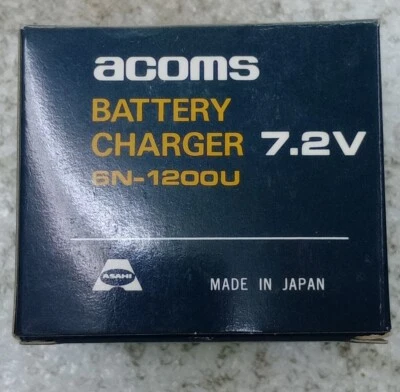 acoms
BATTERY
CHARGER 7.2V
6N-1200U
ASAHI
MADE IN JAPAN